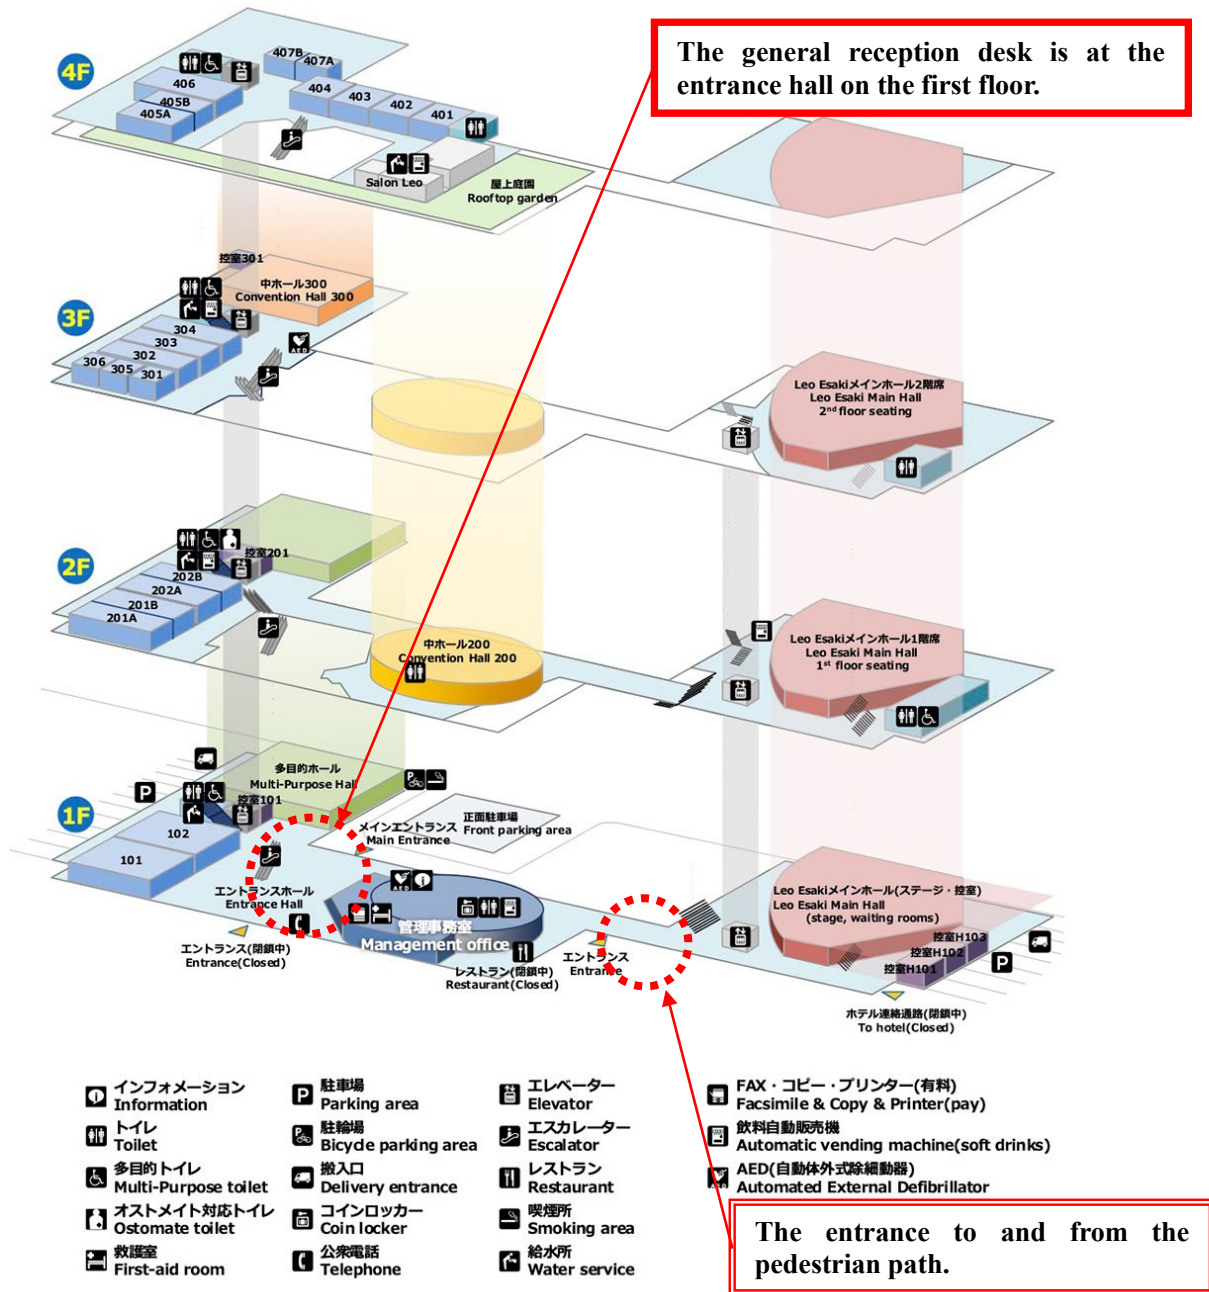 The general reception desk is at the
entrance hall on the first floor.
4F
407B
407A
406
405B
405A
404
403
402
401
Salon Leo
屋上庭園
Rooftop garden
控室301
中ホール300
Convention Hall 300
3F
304
303
302
306
305
301
AED
Leo Esakiメインホール2階席
Leo Esaki Main Hall
2nd floor seating
2F
控室201
202B
202A
201B
201A
中ホール200
Convention Hall 200
Leo Esakiメインホール1階席
Leo Esaki Main Hall
1st floor seating
1F
P
多目的ホール
Multi-Purpose Hall
控室101
102
101
P
メインエントランス
Main Entrance
正面駐車場
Front parking area
エントランスホール
Entrance Hall
エントランス(閉鎖中)
Entrance(Closed)
AED
管理事務室
Management office
レストラン(閉鎖中)
Restaurant(Closed)
エントランス
Entrance
Leo Esakiメインホール(ステージ・控室)
Leo Esaki Main Hall
(stage, waiting rooms)
控室H103
控室H102
控室H101
P
ホテル連絡通路(閉鎖中)
To hotel(Closed)
インフォメーション
Information
トイレ
Toilet
多目的トイレ
Multi-Purpose toilet
オストメイト対応トイレ
Ostomate toilet
救護室
First-aid room
P
駐車場
Parking area
P
駐輪場
Bicycle parking area
搬入口
Delivery entrance
コインロッカー
Coin locker
公衆電話
Telephone
エレベーター
Elevator
エスカレーター
Escalator
レストラン
Restaurant
喫煙所
Smoking area
給水所
Water service
FAX・コピー・プリンター(有料)
Facsimile & Copy & Printer(pay)
飲料自動販売機
Automatic vending machine(soft drinks)
AED
AED(自動体外式除細動器)
Automated External Defibrillator
The entrance to and from the
pedestrian path.